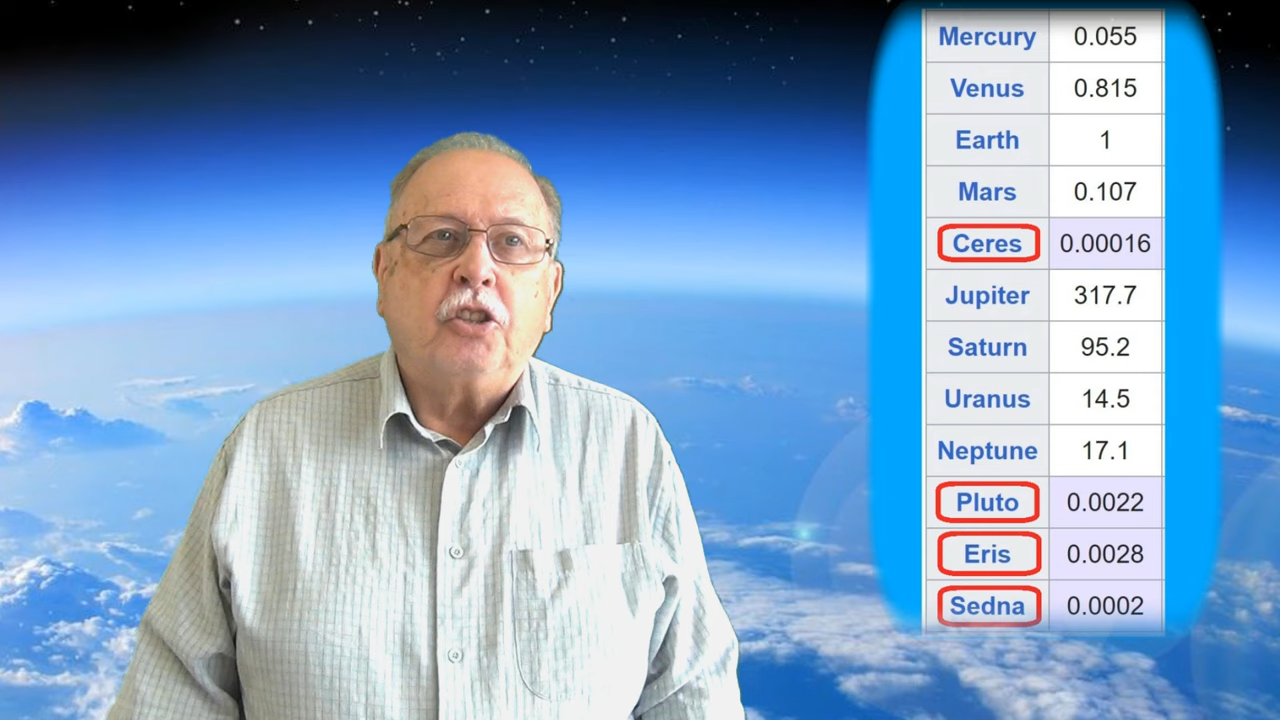 Mercury 0.055
Venus 0.815
Earth 1
Mars 0.107
Ceres 0.00016
Jupiter 317.7
Saturn 95.2
Uranus 14.5
Neptune 17.1
Pluto 0.0022
Eris 0.0028
Sedna 0.0002